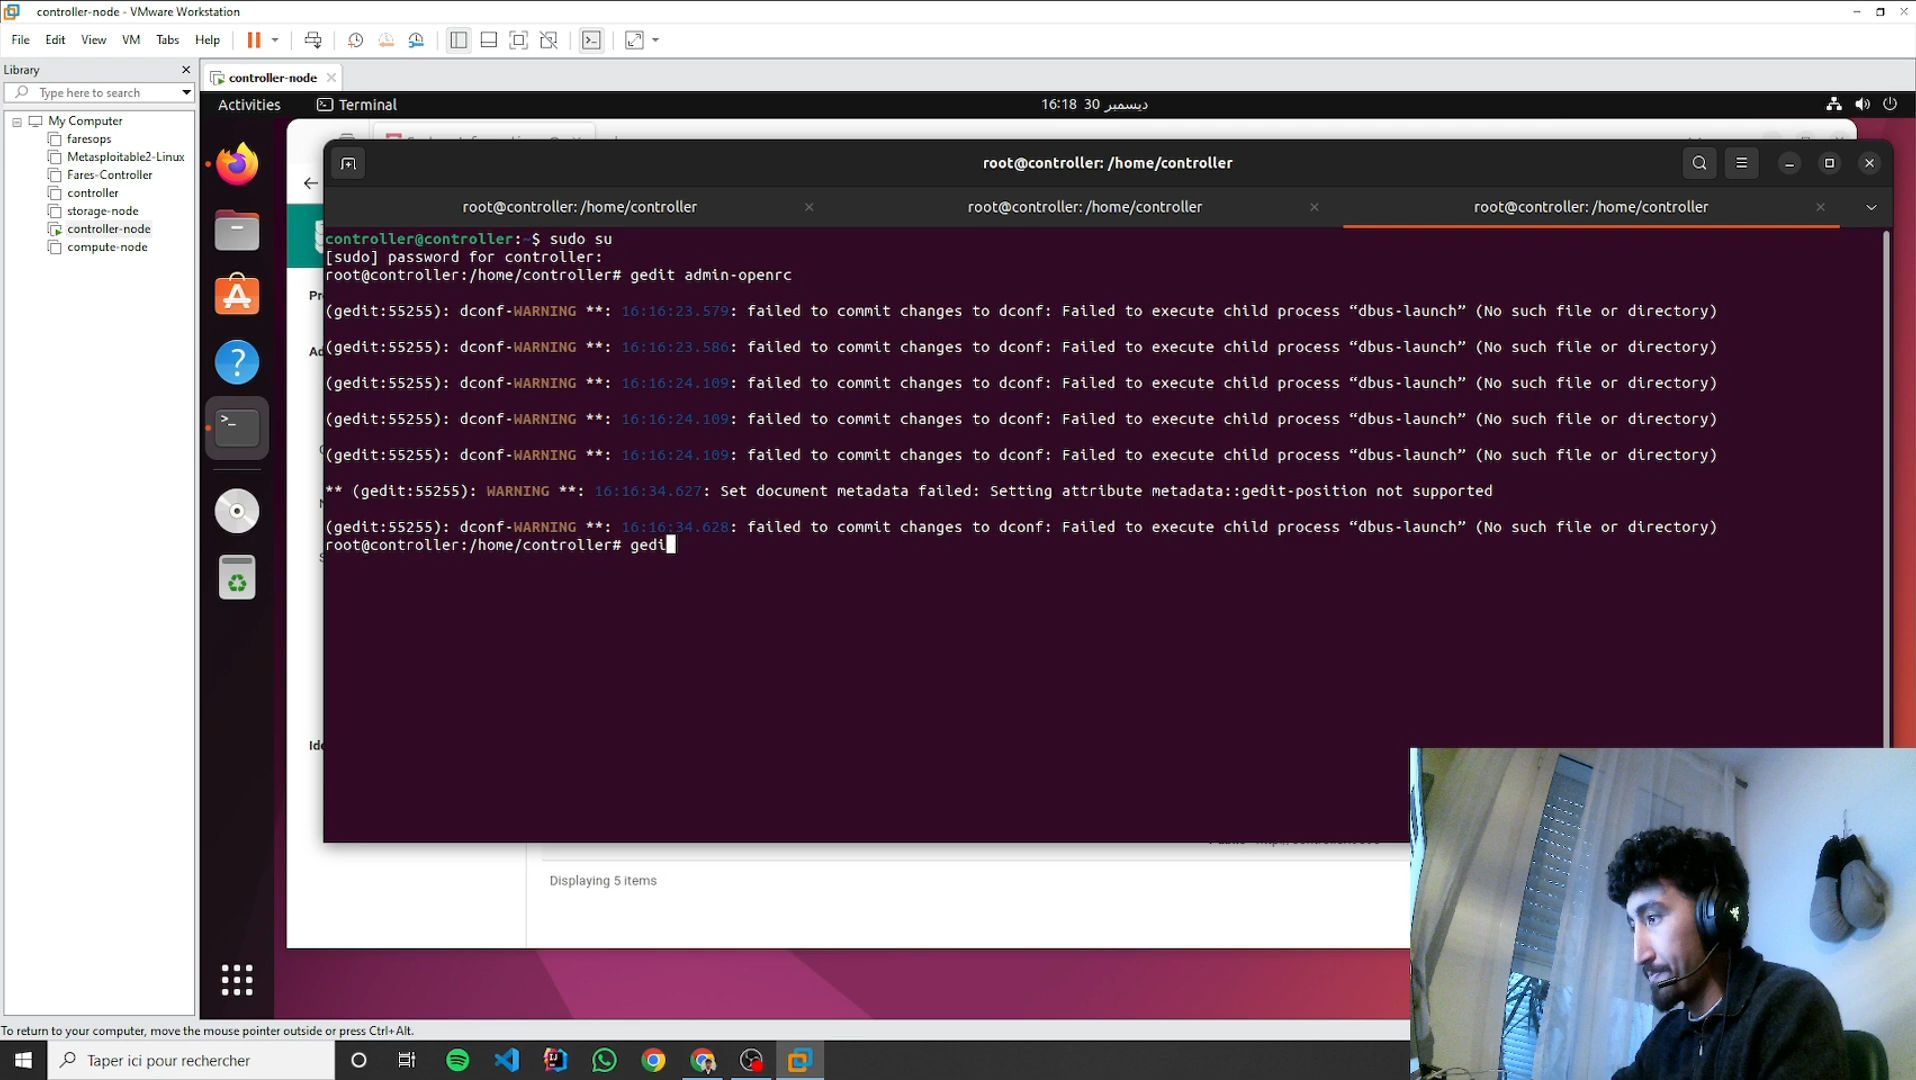 controller-node - VMware Workstation
File Edit View VM Tabs Help
Library
controller-node
Type here to search
My Computer
faresops
Metasploitable2-Linux
Fares-Controller
controller
storage-node
controller-node
compute-node
Activities
Terminal
16:18 30 ديسمبر
root@controller: /home/controller
root@controller: /home/controller
root@controller: /home/controller
root@controller: /home/controller
controller@controller:~$ sudo su
[sudo] password for controller:
root@controller:/home/controller# gedit admin-openrc
(gedit:55255): dconf-WARNING **: 16:16:23.579: failed to commit changes to dconf: Failed to execute child process “dbus-launch” (No such file or directory)
(gedit:55255): dconf-WARNING **: 16:16:23.586: failed to commit changes to dconf: Failed to execute child process “dbus-launch” (No such file or directory)
(gedit:55255): dconf-WARNING **: 16:16:24.109: failed to commit changes to dconf: Failed to execute child process “dbus-launch” (No such file or directory)
(gedit:55255): dconf-WARNING **: 16:16:24.109: failed to commit changes to dconf: Failed to execute child process “dbus-launch” (No such file or directory)
(gedit:55255): dconf-WARNING **: 16:16:24.109: failed to commit changes to dconf: Failed to execute child process “dbus-launch” (No such file or directory)
** (gedit:55255): WARNING **: 16:16:34.627: Set document metadata failed: Setting attribute metadata::gedit-position not supported
(gedit:55255): dconf-WARNING **: 16:16:34.628: failed to commit changes to dconf: Failed to execute child process “dbus-launch” (No such file or directory)
root@controller:/home/controller# gedi
Displaying 5 items
To return to your computer, move the mouse pointer outside or press Ctrl+Alt.
Taper ici pour rechercher